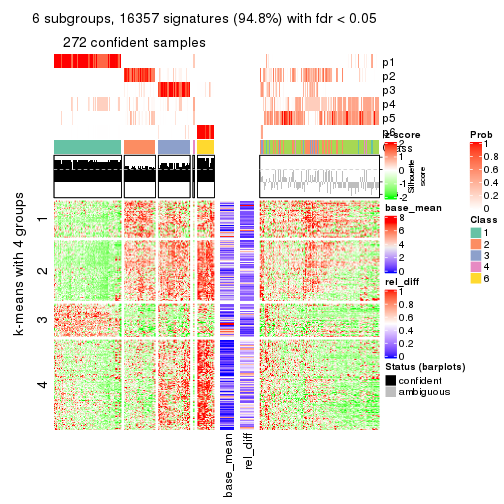 6 subgroups, 16357 signatures (94.8%) with fdr < 0.05
272 confident samples
p1
p2
p3
p4
p5
p6
Class
k-means with 4 groups
1
2
3
4
base_mean
rel_diff
Silhouette
score
z-score
2
1
0
-1
-2
base_mean
8
6
4
2
0
rel_diff
1
0.8
0.6
0.4
0.2
0
Status (barplots)
confident
ambiguous
Prob
1
0.8
0.6
0.4
0.2
0
Class
1
2
3
4
6